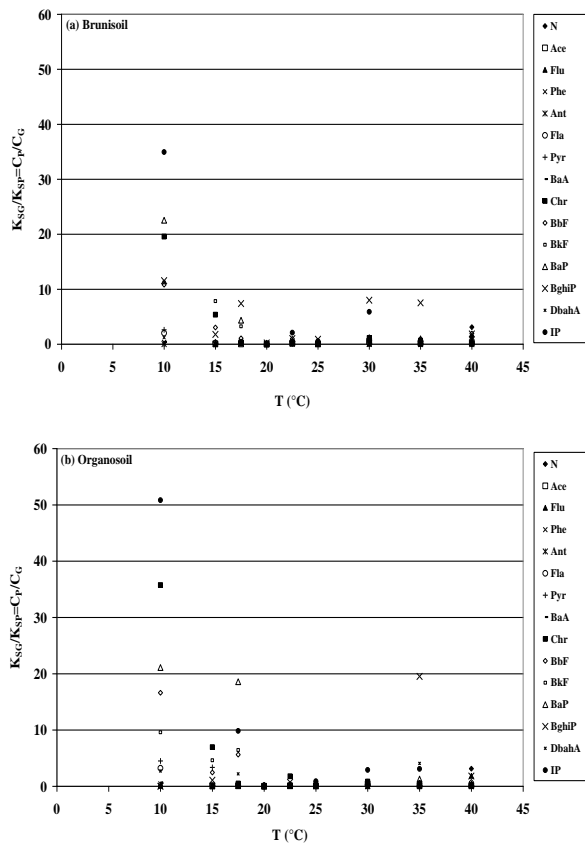 (a) Brunisoil
60
50
40
30
20
10
0
K_SG/K_SP=C_P/C_G
0 5 10 15 20 25 30 35 40 45
T (°C)
N
Ace
Flu
Phe
Ant
Fla
Pyr
BaA
Chr
BbF
BkF
BaP
BghiP
DbahA
IP
(b) Organosoil
60
50
40
30
20
10
0
K_SG/K_SP=C_P/C_G
0 5 10 15 20 25 30 35 40 45
T (°C)
N
Ace
Flu
Phe
Ant
Fla
Pyr
BaA
Chr
BbF
BkF
BaP
BghiP
DbahA
IP